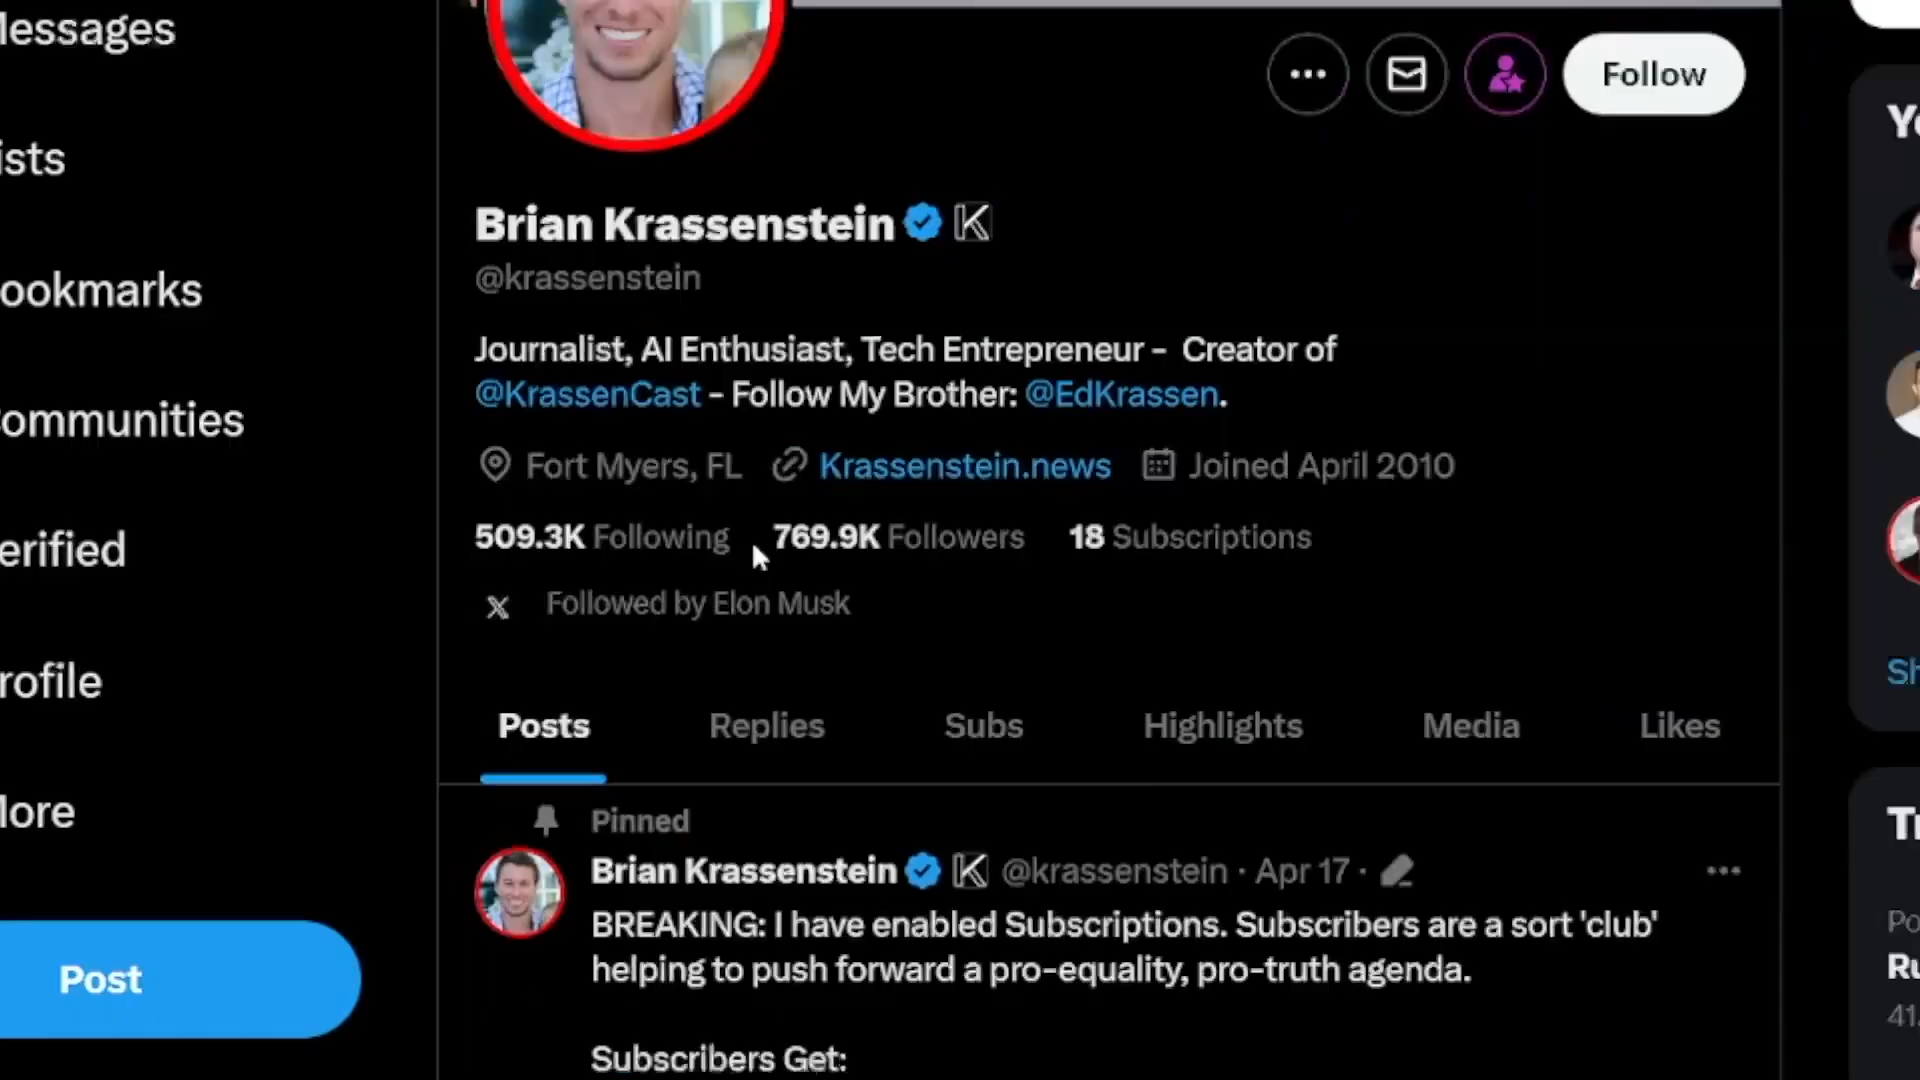 Messages
Follow
Brian Krassenstein
@krassenstein
Journalist, AI Enthusiast, Tech Entrepreneur - Creator of
@KrassenCast - Follow My Brother: @EdKrassen.
Fort Myers, FL Krassenstein.news Joined April 2010
509.3K Following 769.9K Followers 18 Subscriptions
Followed by Elon Musk
Posts Replies Subs Highlights Media Likes
Pinned
Brian Krassenstein K @krassenstein · Apr 17 ·
BREAKING: I have enabled Subscriptions. Subscribers are a sort 'club'
helping to push forward a pro-equality, pro-truth agenda.
Subscribers Get:
ists
ookmarks
ommunities
erified
rofile
More
Post